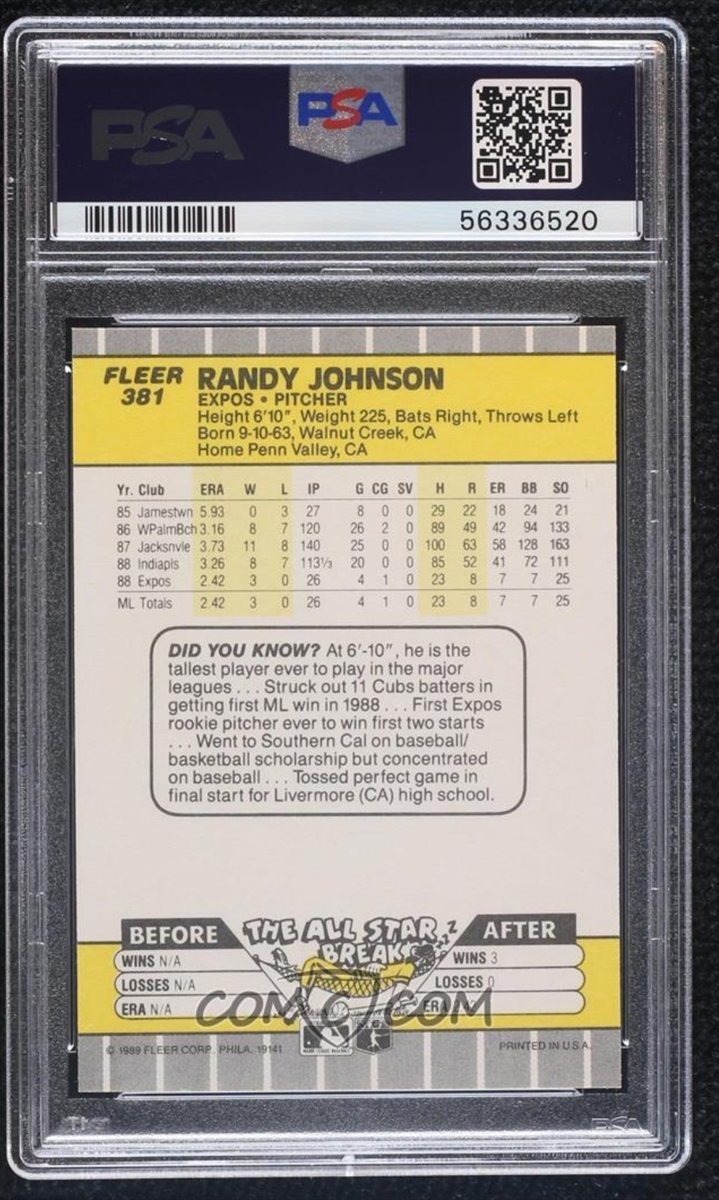 PSA
PSA
56336520
FLEER RANDY JOHNSON
381 EXPOS • PITCHER
Height 6'10", Weight 225, Bats Right, Throws Left
Born 9-10-63, Walnut Creek, CA
Home Penn Valley, CA
Yr. Club ERA W L IP G CG SV H R ER BB SO
85 Jamestwn 5.93 0 3 27 8 0 0 29 22 18 24 21
86 WPalmBch 3.16 8 7 120 26 2 0 89 49 42 94 133
87 Jacksnvle 3.73 11 8 140 25 0 0 100 63 58 128 163
88 Indiapls 3.26 8 7 113⅓ 20 0 0 85 52 41 72 111
88 Expos 2.42 3 0 26 4 1 0 23 8 7 7 25
ML Totals 2.42 3 0 26 4 1 0 23 8 7 7 25
DID YOU KNOW? At 6'-10", he is the
tallest player ever to play in the major
leagues . . . Struck out 11 Cubs batters in
getting first ML win in 1988 . . . First Expos
rookie pitcher ever to win first two starts
. . . Went to Southern Cal on baseball/
basketball scholarship but concentrated
on baseball . . . Tossed perfect game in
final start for Livermore (CA) high school.
BEFORE THE ALL STAR BREAK AFTER
WINS N/A WINS 3
LOSSES N/A LOSSES 0
ERA N/A ERA
COMC.COM
© 1989 FLEER CORP., PHILA. 19141 PRINTED IN U.S.A.
PSA